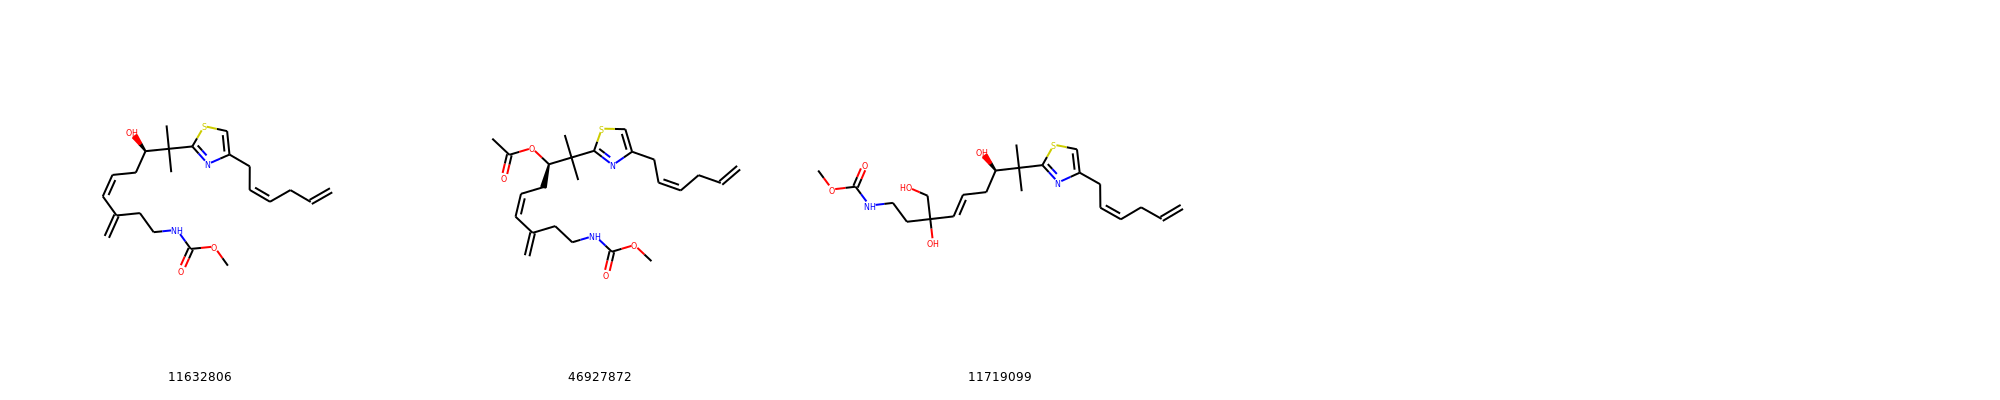 OH S N NH O O
O O S N NH O O
O O NH HO OH OH S N
11632806 46927872 11719099